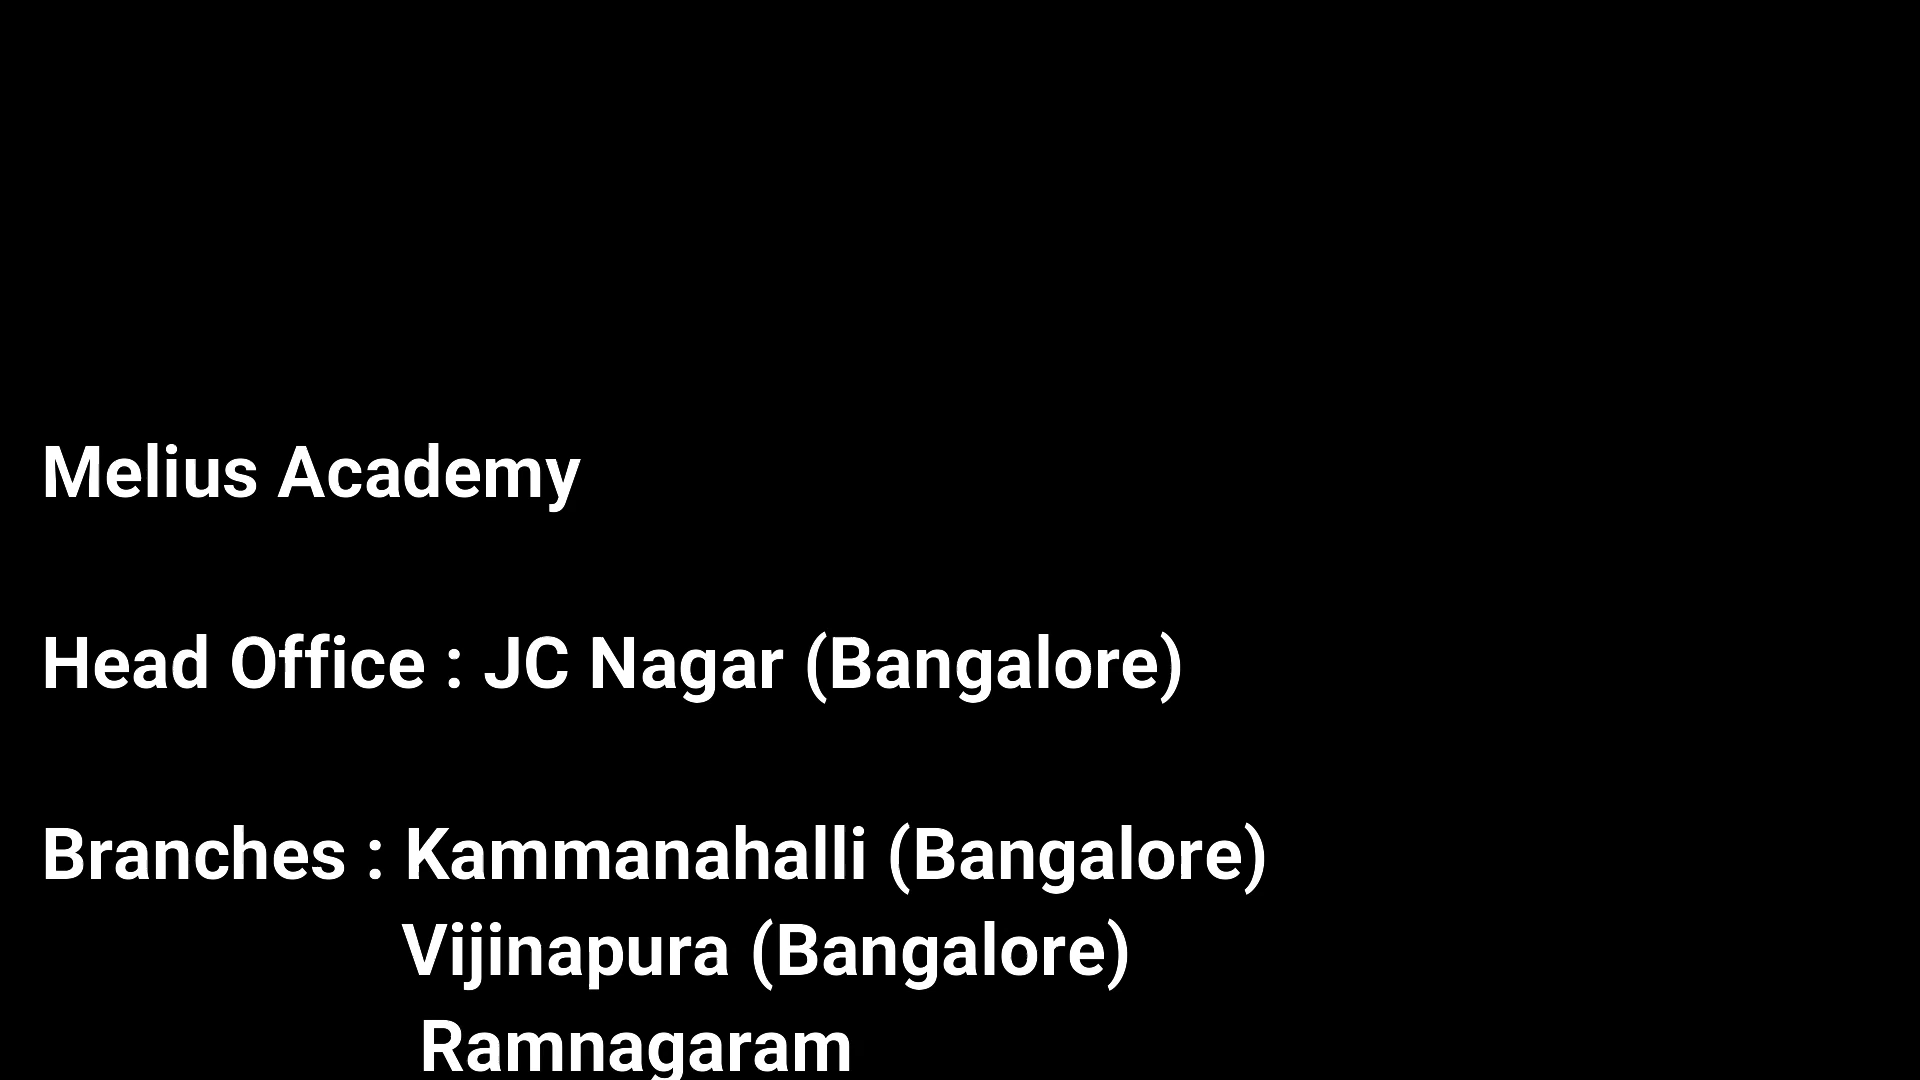 Melius Academy
Head Office : JC Nagar (Bangalore)
Branches : Kammanahalli (Bangalore)
Vijinapura (Bangalore)
Ramnagaram